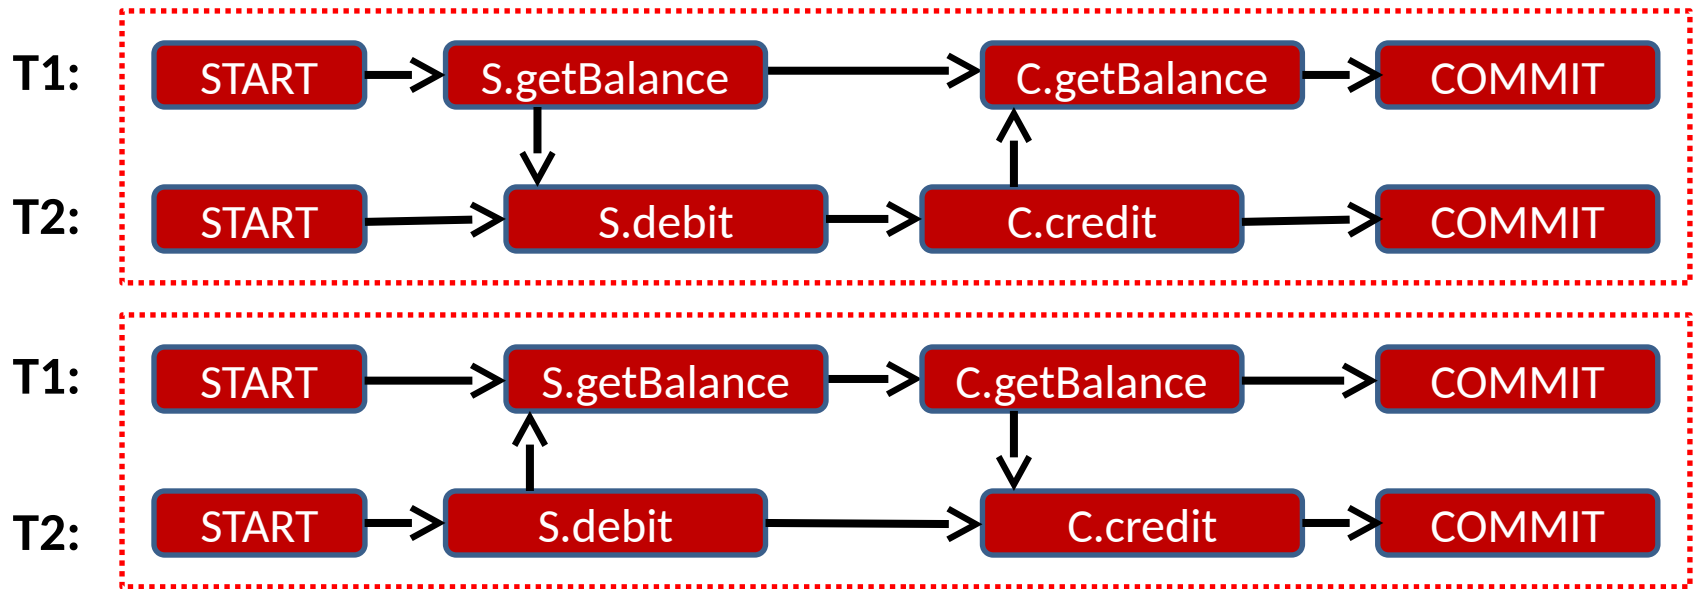 T1: START S.getBalance C.getBalance COMMIT
T2: START S.debit C.credit COMMIT
T1: START S.getBalance C.getBalance COMMIT
T2: START S.debit C.credit COMMIT